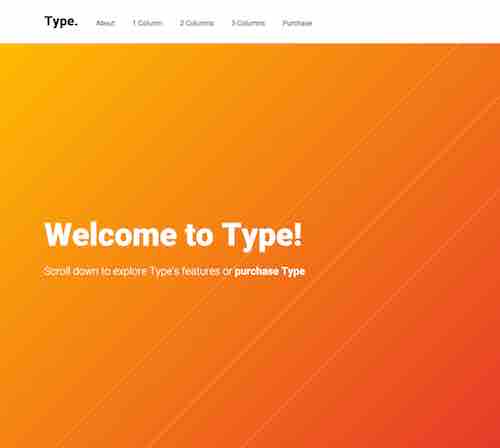 Type. About 1 Column 2 Columns 3 Columns Purchase
Welcome to Type!
Scroll down to explore Type's features or purchase Type